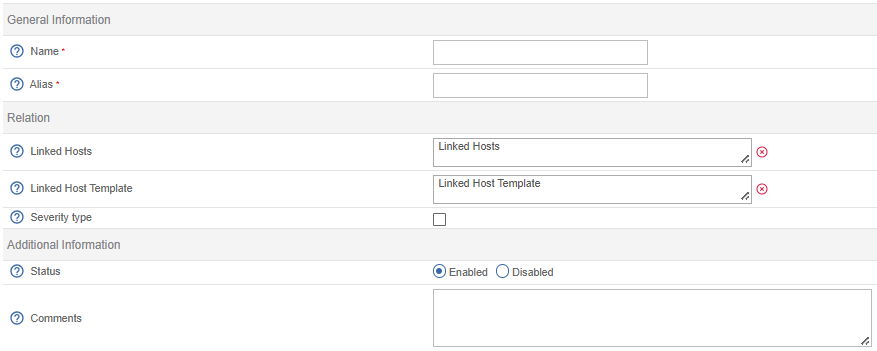 General Information
Name *
Alias *
Relation
Linked Hosts Linked Hosts
Linked Host Template Linked Host Template
Severity type
Additional Information
Status Enabled Disabled
Comments